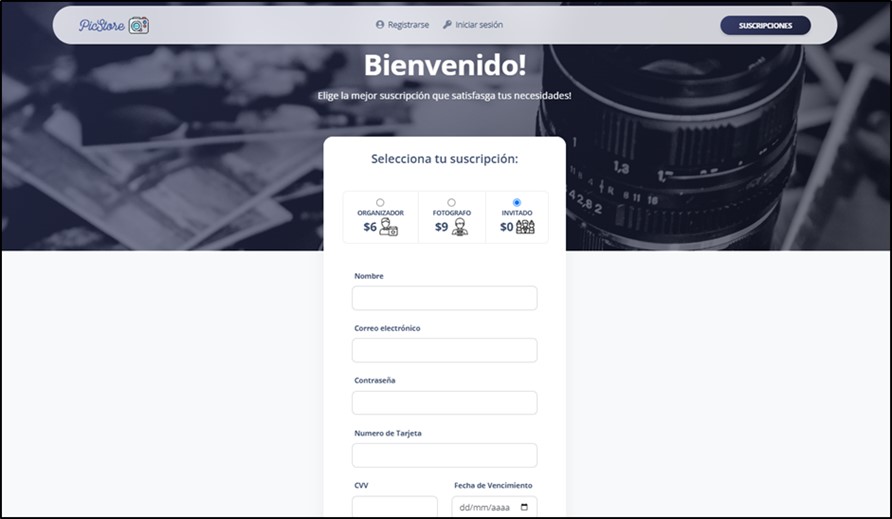 PicStore
Registrarse
Iniciar sesión
SUSCRIPCIONES
Bienvenido!
Elige la mejor suscripción que satisfasga tus necesidades!
Selecciona tu suscripción:
ORGANIZADOR
$6
FOTOGRAFO
$9
INVITADO
$0
Nombre
Correo electrónico
Contraseña
Numero de Tarjeta
CVV
Fecha de Vencimiento
dd/mm/aaaa